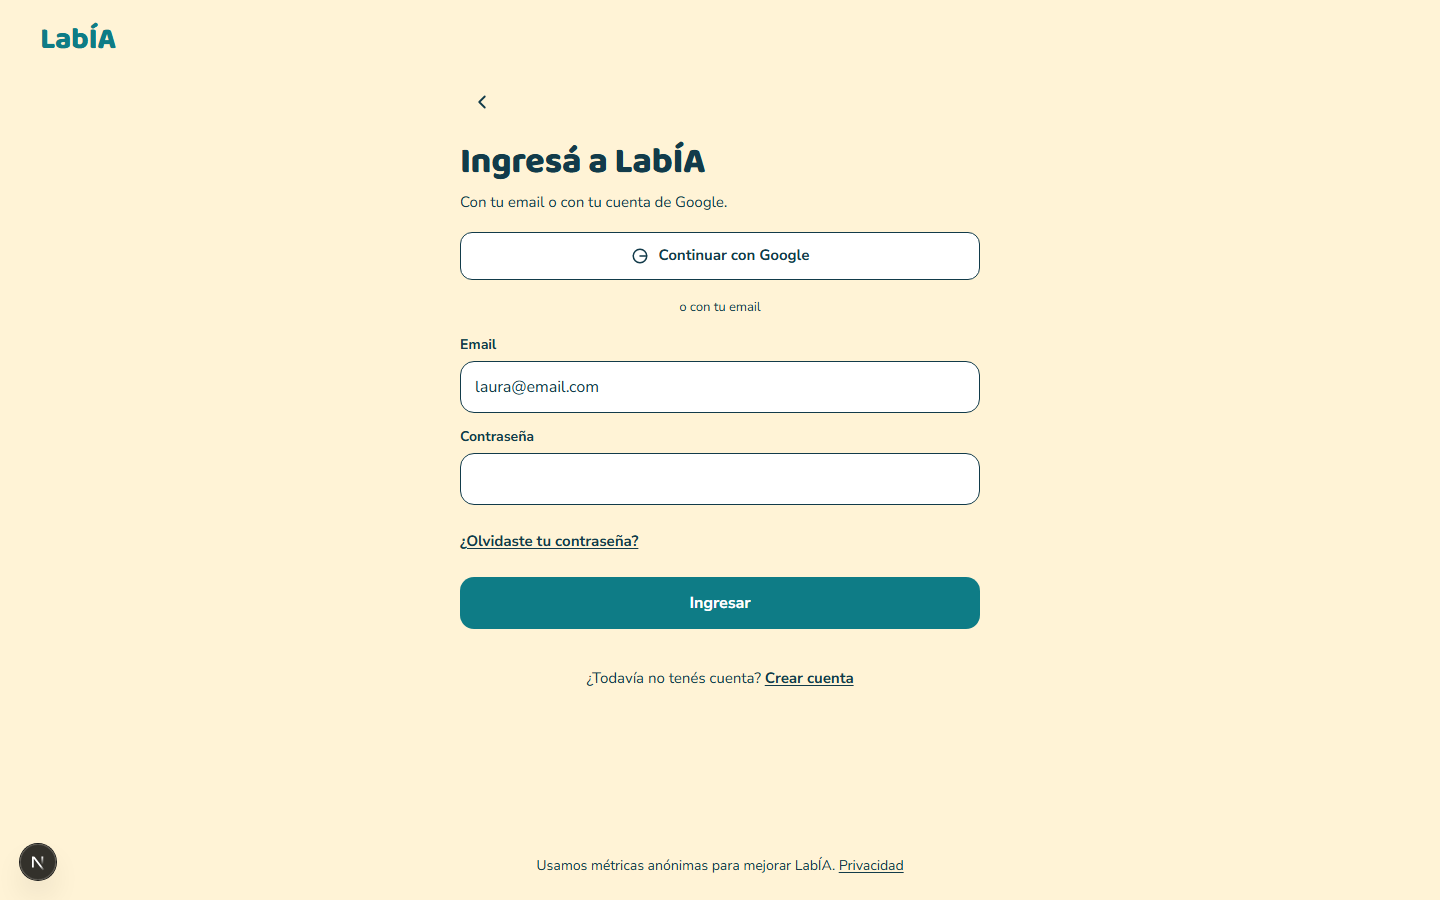 LabÍA
Ingresá a LabÍA
Con tu email o con tu cuenta de Google.
Continuar con Google
o con tu email
Email
laura@email.com
Contraseña
¿Olvidaste tu contraseña?
Ingresar
¿Todavía no tenés cuenta? Crear cuenta
N
Usamos métricas anónimas para mejorar LabÍA. Privacidad